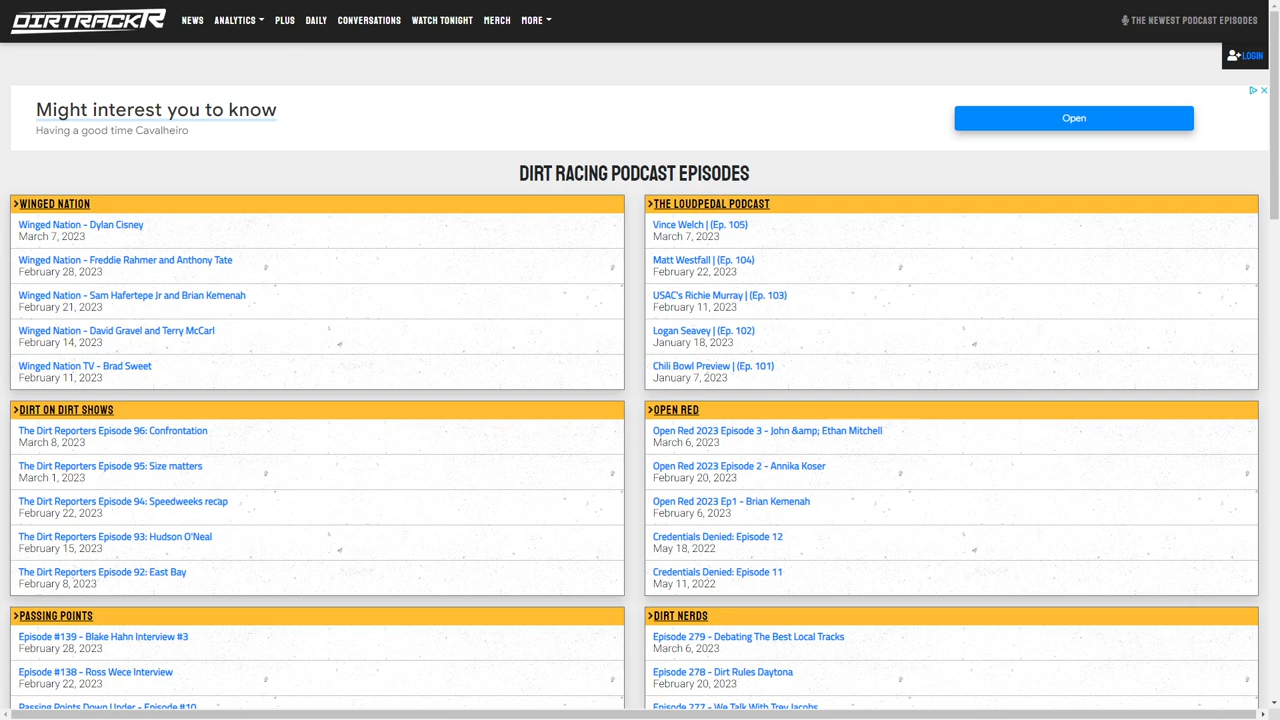 DIRTRACKR
NEWS ANALYTICS PLUS DAILY CONVERSATIONS WATCH TONIGHT MERCH MORE
THE NEWEST PODCAST EPISODES
LOGIN
Might interest you to know
Having a good time Cavalheiro
Open
DIRT RACING PODCAST EPISODES
>WINGED NATION
Winged Nation - Dylan Cisney
March 7, 2023
Winged Nation - Freddie Rahmer and Anthony Tate
February 28, 2023
Winged Nation - Sam Hafertepe Jr and Brian Kemenah
February 21, 2023
Winged Nation - David Gravel and Terry McCarl
February 14, 2023
Winged Nation TV - Brad Sweet
February 11, 2023
>THE LOUDPEDAL PODCAST
Vince Welch | (Ep. 105)
March 7, 2023
Matt Westfall | (Ep. 104)
February 22, 2023
USAC's Richie Murray | (Ep. 103)
February 11, 2023
Logan Seavey | (Ep. 102)
January 18, 2023
Chili Bowl Preview | (Ep. 101)
January 7, 2023
>DIRT ON DIRT SHOWS
The Dirt Reporters Episode 96: Confrontation
March 8, 2023
The Dirt Reporters Episode 95: Size matters
March 1, 2023
The Dirt Reporters Episode 94: Speedweeks recap
February 22, 2023
The Dirt Reporters Episode 93: Hudson O'Neal
February 15, 2023
The Dirt Reporters Episode 92: East Bay
February 8, 2023
>OPEN RED
Open Red 2023 Episode 3 - John &amp; Ethan Mitchell
March 6, 2023
Open Red 2023 Episode 2 - Annika Koser
February 20, 2023
Open Red 2023 Ep1 - Brian Kemenah
February 6, 2023
Credentials Denied: Episode 12
May 18, 2022
Credentials Denied: Episode 11
May 11, 2022
>PASSING POINTS
Episode #139 - Blake Hahn Interview #3
February 28, 2023
Episode #138 - Ross Wece Interview
February 22, 2023
Passing Points Down Under - Episode #10
>DIRT NERDS
Episode 279 - Debating The Best Local Tracks
March 6, 2023
Episode 278 - Dirt Rules Daytona
February 20, 2023
Episode 277 - We Talk With Trey Jacobs